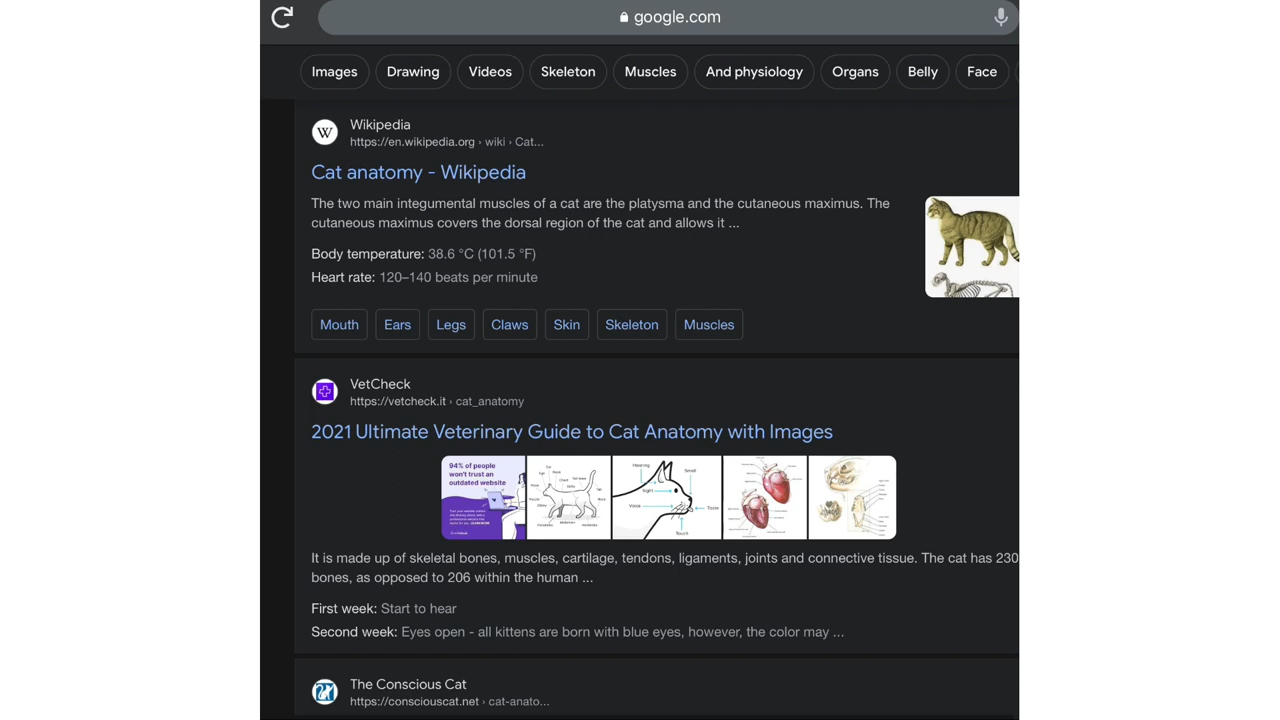 google.com
Images Drawing Videos Skeleton Muscles And physiology Organs Belly Face
W Wikipedia
https://en.wikipedia.org › wiki › Cat...
Cat anatomy - Wikipedia
The two main integumental muscles of a cat are the platysma and the cutaneous maximus. The
cutaneous maximus covers the dorsal region of the cat and allows it ...
Body temperature: 38.6 °C (101.5 °F)
Heart rate: 120–140 beats per minute
Mouth Ears Legs Claws Skin Skeleton Muscles
VetCheck
https://vetcheck.it › cat_anatomy
2021 Ultimate Veterinary Guide to Cat Anatomy with Images
94% of people
won't trust an
outdated website
Hearing
Smell
Sight
Voice
Taste
Touch
It is made up of skeletal bones, muscles, cartilage, tendons, ligaments, joints and connective tissue. The cat has 230
bones, as opposed to 206 within the human ...
First week: Start to hear
Second week: Eyes open - all kittens are born with blue eyes, however, the color may ...
The Conscious Cat
https://consciouscat.net › cat-anato...